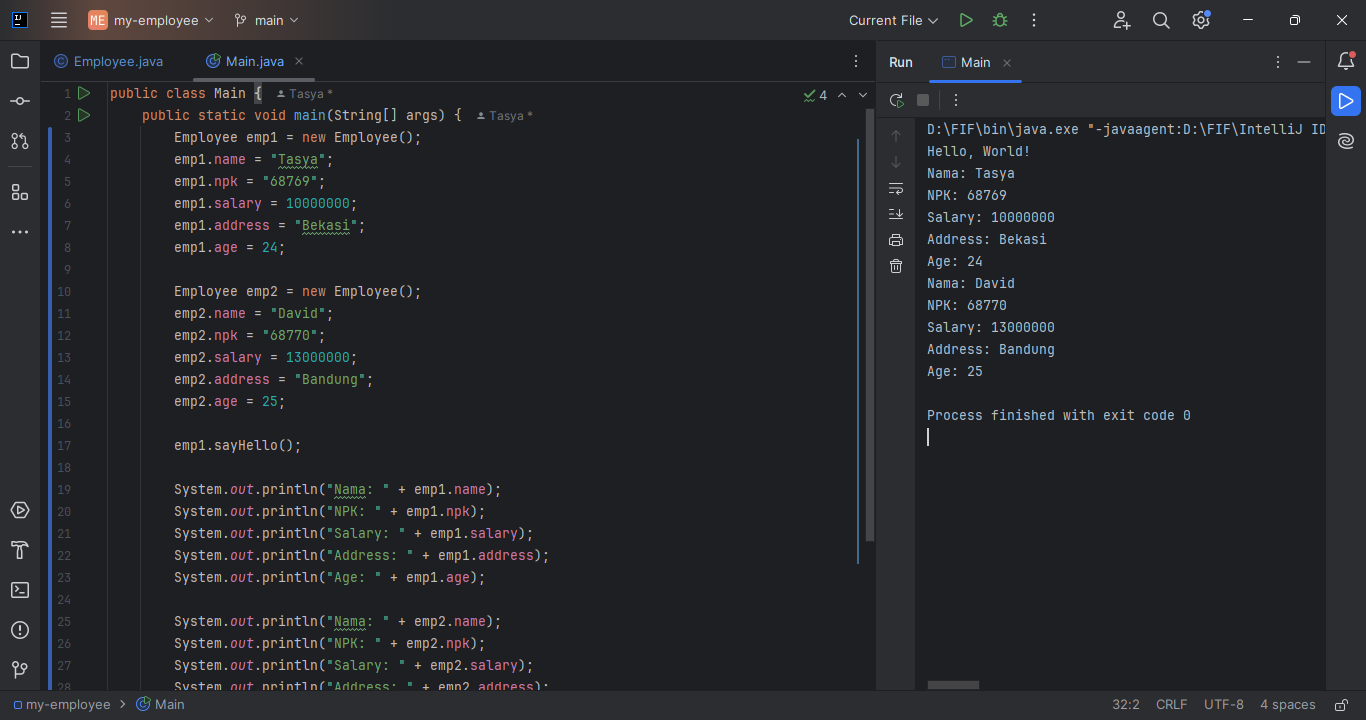 ME my-employee main Current File
Employee.java Main.java Run Main
1 public class Main { Tasya *
2 public static void main(String[] args) { Tasya *
3 Employee emp1 = new Employee();
4 emp1.name = "Tasya";
5 emp1.npk = "68769";
6 emp1.salary = 10000000;
7 emp1.address = "Bekasi";
8 emp1.age = 24;
9
10 Employee emp2 = new Employee();
11 emp2.name = "David";
12 emp2.npk = "68770";
13 emp2.salary = 13000000;
14 emp2.address = "Bandung";
15 emp2.age = 25;
16
17 emp1.sayHello();
18
19 System.out.println("Nama: " + emp1.name);
20 System.out.println("NPK: " + emp1.npk);
21 System.out.println("Salary: " + emp1.salary);
22 System.out.println("Address: " + emp1.address);
23 System.out.println("Age: " + emp1.age);
24
25 System.out.println("Nama: " + emp2.name);
26 System.out.println("NPK: " + emp2.npk);
27 System.out.println("Salary: " + emp2.salary);
28 System.out.println("Address: " + emp2.address);
4
D:\FIF\bin\java.exe "-javaagent:D:\FIF\IntelliJ ID
Hello, World!
Nama: Tasya
NPK: 68769
Salary: 10000000
Address: Bekasi
Age: 24
Nama: David
NPK: 68770
Salary: 13000000
Address: Bandung
Age: 25
Process finished with exit code 0
my-employee > Main 32:2 CRLF UTF-8 4 spaces